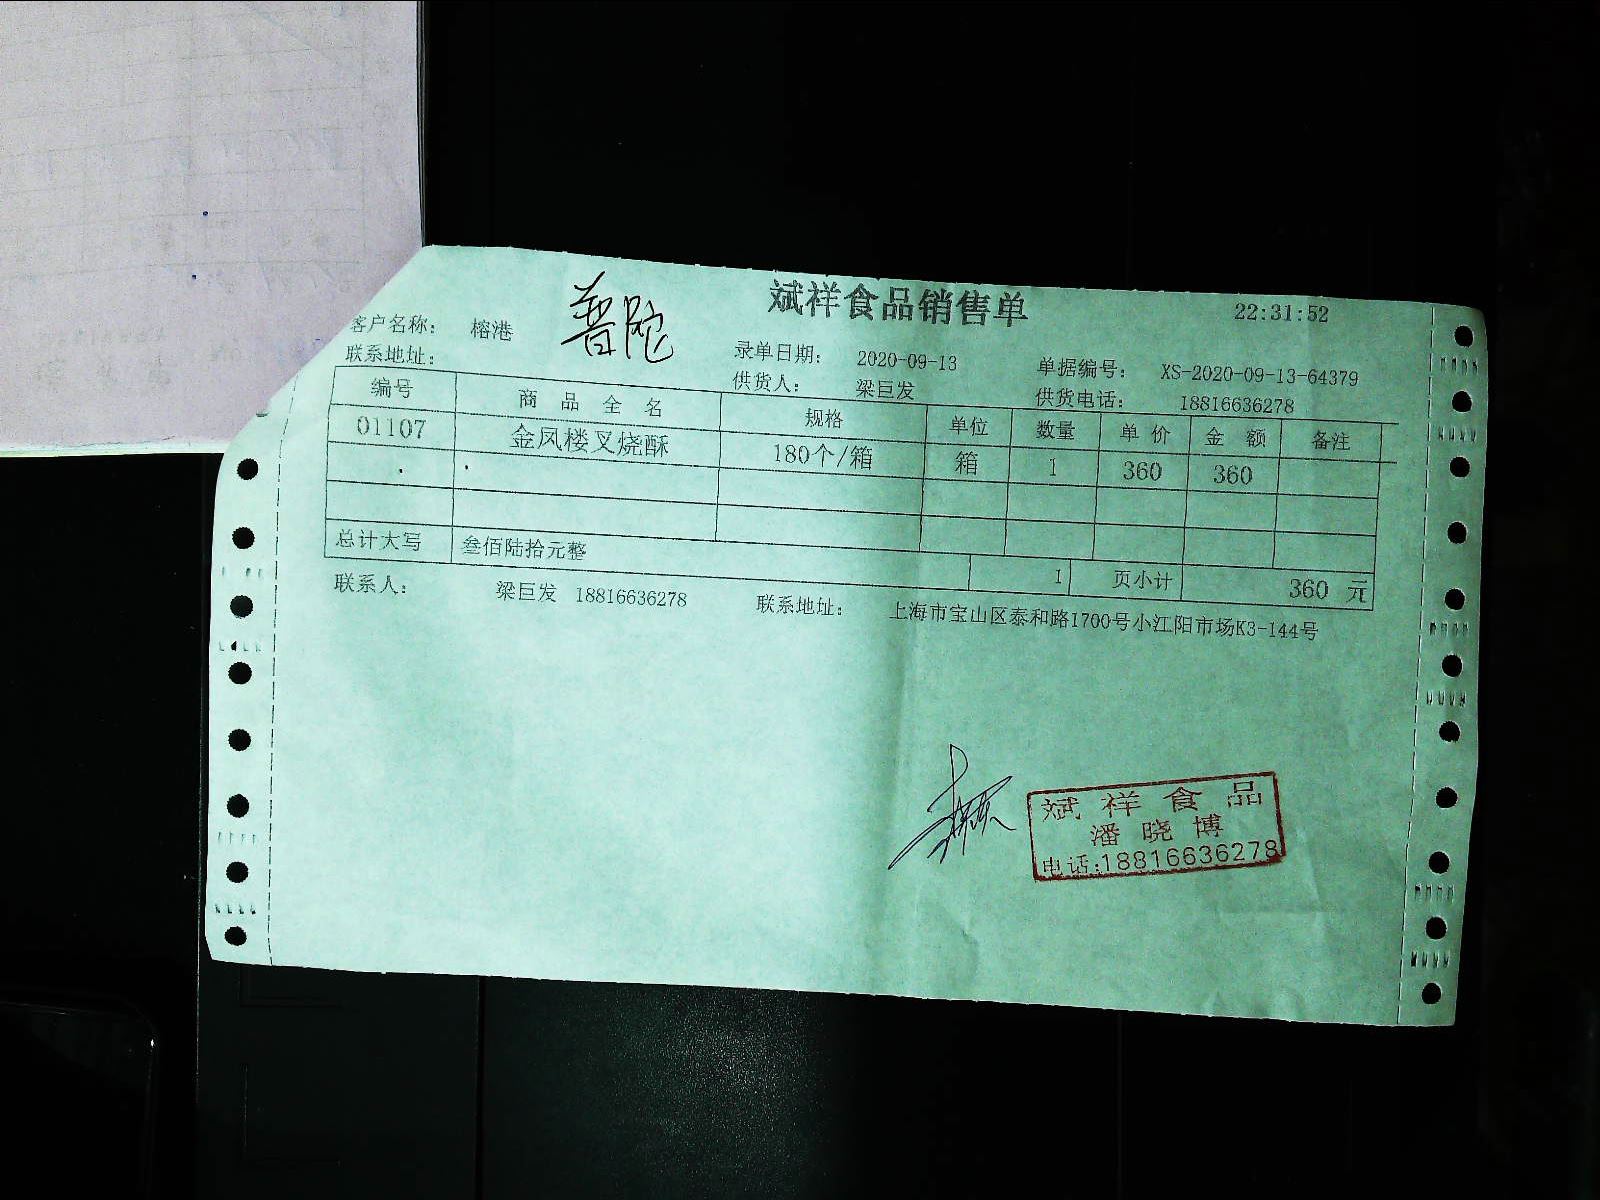 斌祥食品销售单 22:31:52
普陀
客户名称： 榕港
录单日期： 2020-09-13 单据编号： XS-2020-09-13-64379
联系地址： 供货人： 梁巨发 供货电话： 18816636278
编号 商品全名 规格 单位 数量 单价 金额 备注
01107 金凤楼叉烧酥 180个/箱 箱 1 360 360
总计大写 叁佰陆拾元整 1 页小计 360 元
联系人： 梁巨发 18816636278 联系地址： 上海市宝山区泰和路1700号小江阳市场K3-144号
斌祥食品
潘晓博
电话:18816636278